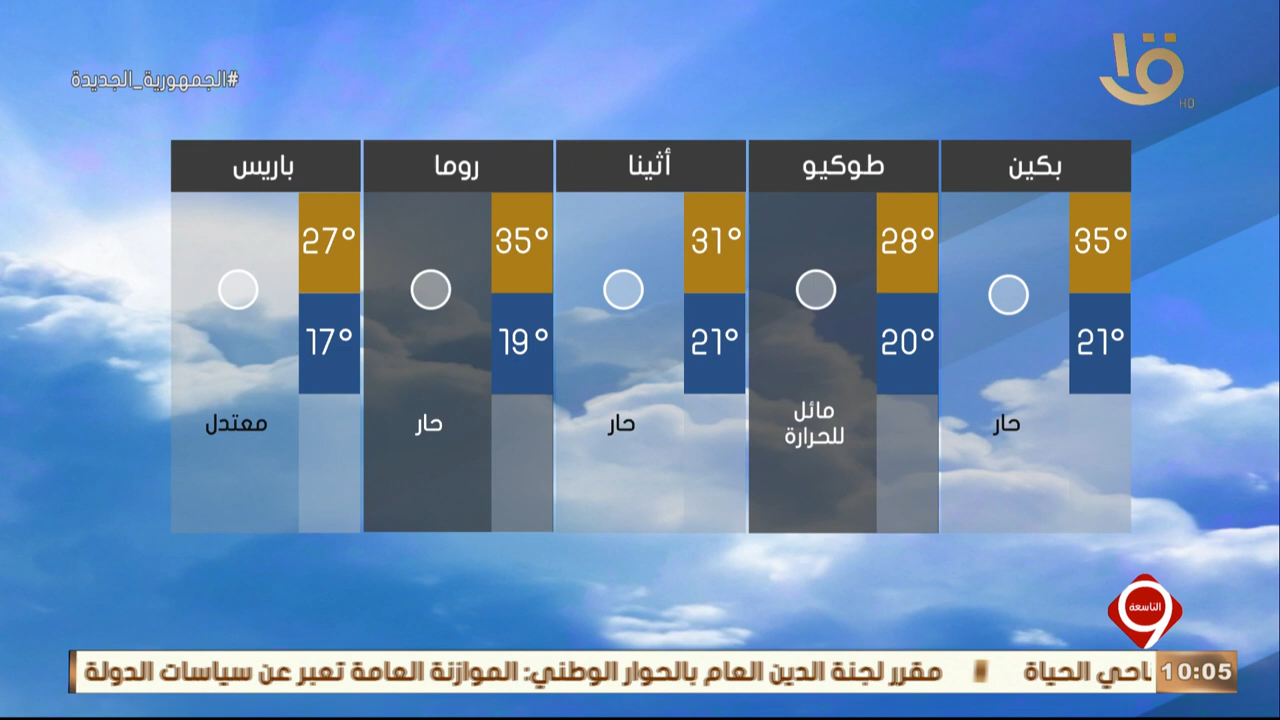 #الجمهورية_الجديدة
HD
بكين
35°
21°
حار
طوكيو
28°
20°
مائل
للحرارة
أثينا
31°
21°
حار
روما
35°
19°
حار
باريس
27°
17°
معتدل
التاسعة
9
10:05
الحياة
مقرر لجنة الدين العام بالحوار الوطني: الموازنة العامة تعبر عن سياسات الدولة